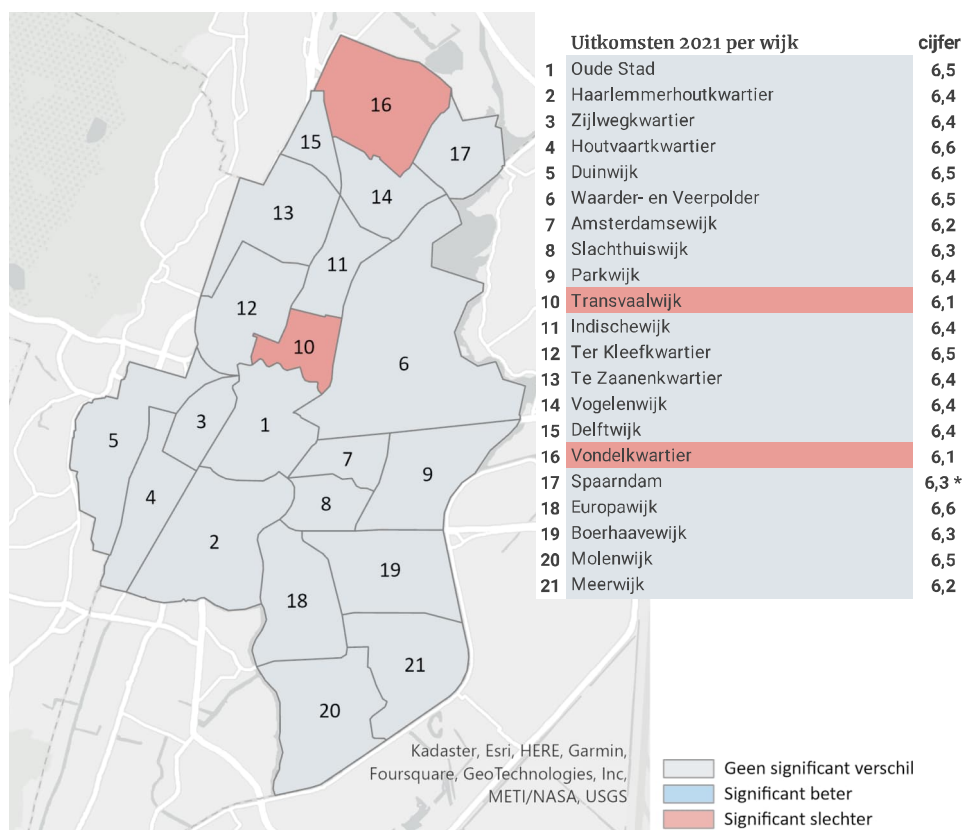 Uitkomsten 2021 per wijk cijfer
1 Oude Stad 6,5
2 Haarlemmerhoutkwartier 6,4
3 Zijlwegkwartier 6,4
4 Houtvaartkwartier 6,6
5 Duinwijk 6,5
6 Waarder- en Veerpolder 6,5
7 Amsterdamsewijk 6,2
8 Slachthuiswijk 6,3
9 Parkwijk 6,4
10 Transvaalwijk 6,1
11 Indischewijk 6,4
12 Ter Kleefkwartier 6,5
13 Te Zaanenkwartier 6,4
14 Vogelenwijk 6,4
15 Delftwijk 6,4
16 Vondelkwartier 6,1
17 Spaarndam 6,3 *
18 Europawijk 6,6
19 Boerhaavewijk 6,3
20 Molenwijk 6,5
21 Meerwijk 6,2
16
15
17
14
13
11
12
10
6
3
1
5
7
9
4
8
2
19
18
21
20
Kadaster, Esri, HERE, Garmin,
Foursquare, GeoTechnologies, Inc,
METI/NASA, USGS
Geen significant verschil
Significant beter
Significant slechter